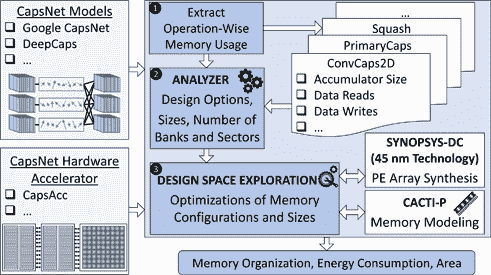 CapsNet Models
❑ Google CapsNet
❑ DeepCaps
❑ ...
CapsNet Hardware
Accelerator
❑ CapsAcc
❑ ...
1
Extract
Operation-Wise
Memory Usage
2
ANALYZER
Design Options,
Sizes, Number of
Banks and Sectors
3
DESIGN SPACE EXPLORATION
Optimizations of Memory
Configurations and Sizes
...
Squash
PrimaryCaps
ConvCaps2D
❑ Accumulator Size
❑ Data Reads
❑ Data Writes
❑ ...
SYNOPSYS-DC
(45 nm Technology)
PE Array Synthesis
CACTI-P
Memory Modeling
Memory Organization, Energy Consumption, Area